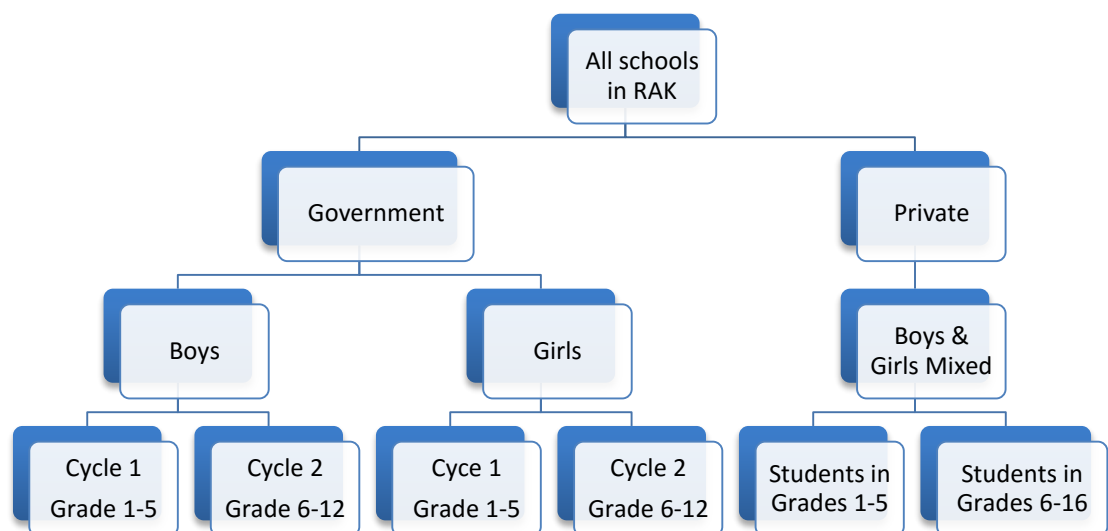 All schools
in RAK
Government
Private
Boys
Girls
Boys &
Girls Mixed
Cycle 1
Grade 1-5
Cycle 2
Grade 6-12
Cyce 1
Grade 1-5
Cycle 2
Grade 6-12
Students in
Grades 1-5
Students in
Grades 6-16